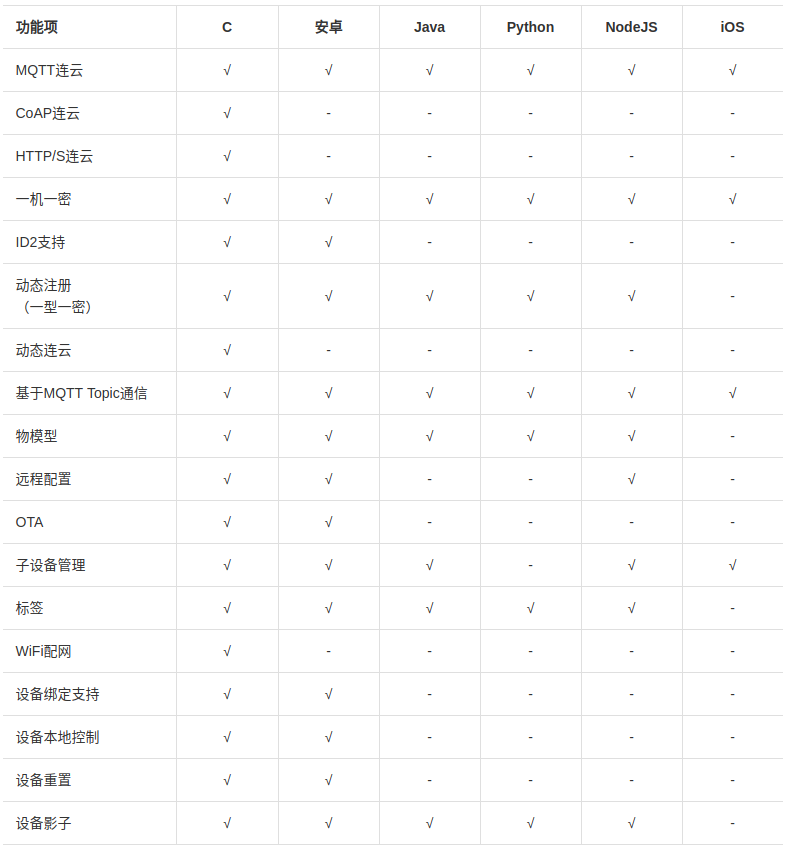 功能项 C 安卓 Java Python NodeJS iOS
MQTT连云 √ √ √ √ √ √
CoAP连云 √ - - - - -
HTTP/S连云 √ - - - - -
一机一密 √ √ √ √ √ √
ID2支持 √ √ - - - -
动态注册
（一型一密） √ √ √ √ √ -
动态连云 √ - - - - -
基于MQTT Topic通信 √ √ √ √ √ √
物模型 √ √ √ √ √ -
远程配置 √ √ - - √ -
OTA √ √ - - - -
子设备管理 √ √ √ - √ √
标签 √ √ √ √ √ -
WiFi配网 √ - - - - -
设备绑定支持 √ √ - - - -
设备本地控制 √ √ - - - -
设备重置 √ √ - - - -
设备影子 √ √ √ √ √ -